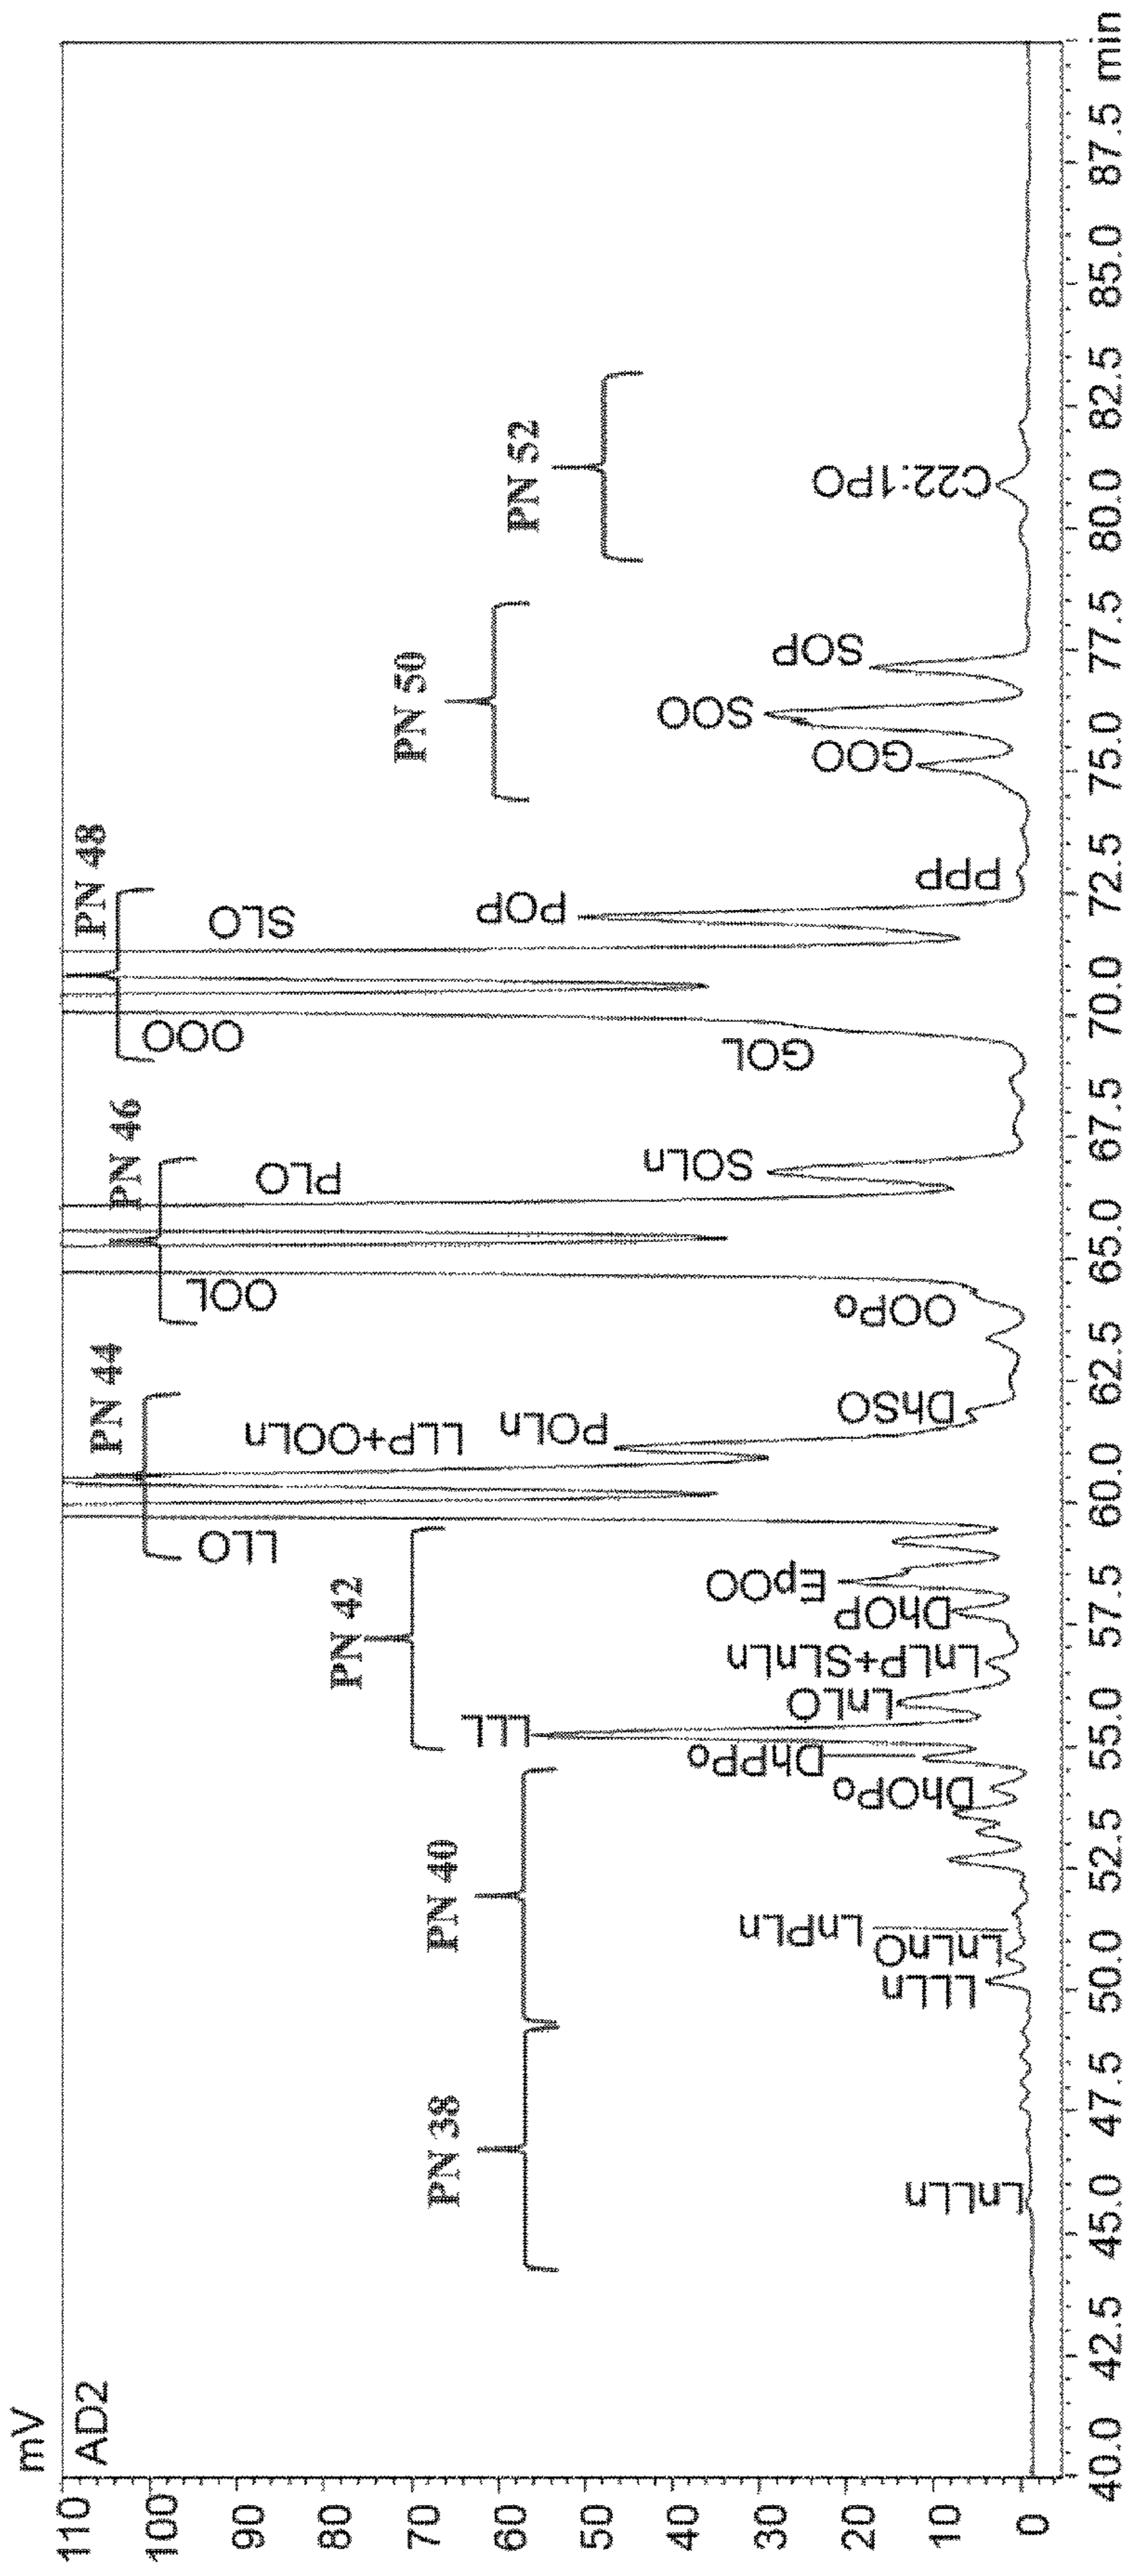 mV
AD2
110
100
90
80
70
60
50
40
30
20
10
0
PN 38
PN 40
PN 42
PN 44
PN 46
PN 48
PN 50
PN 52
LnLLn
LLLn
LnLnO
LnPLn
DhOPo
DhPPo
LLL
LnLO
LnLP+SLnLn
DhOP
EpOO
LLO
LLP+OOLn
POLn
DhSO
OOPo
OOL
PLO
SOLn
GOL
OOO
SLO
POP
PPP
GOO
SOO
SOP
C22:1PO
40.0 42.5 45.0 47.5 50.0 52.5 55.0 57.5 60.0 62.5 65.0 67.5 70.0 72.5 75.0 77.5 80.0 82.5 85.0 87.5 min